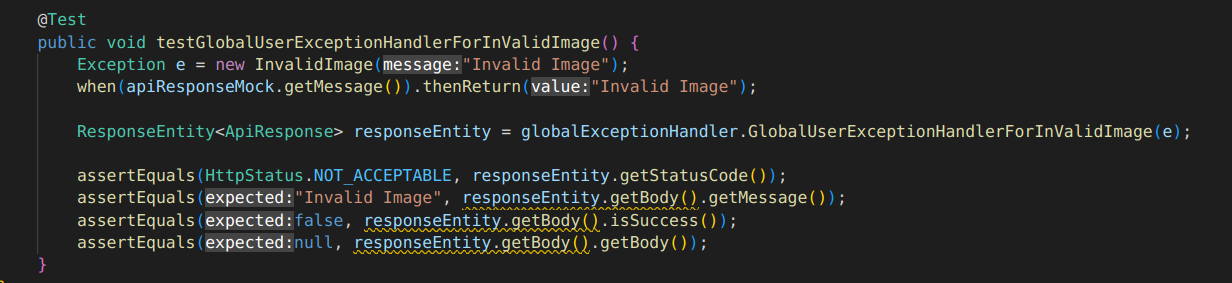 @Test
public void testGlobalUserExceptionHandlerForInValidImage() {
Exception e = new InvalidImage(message:"Invalid Image");
when(apiResponseMock.getMessage()).thenReturn(value:"Invalid Image");
ResponseEntity<ApiResponse> responseEntity = globalExceptionHandler.GlobalUserExceptionHandlerForInValidImage(e);
assertEquals(HttpStatus.NOT_ACCEPTABLE, responseEntity.getStatusCode());
assertEquals(expected:"Invalid Image", responseEntity.getBody().getMessage());
assertEquals(expected:false, responseEntity.getBody().isSuccess());
assertEquals(expected:null, responseEntity.getBody().getBody());
}